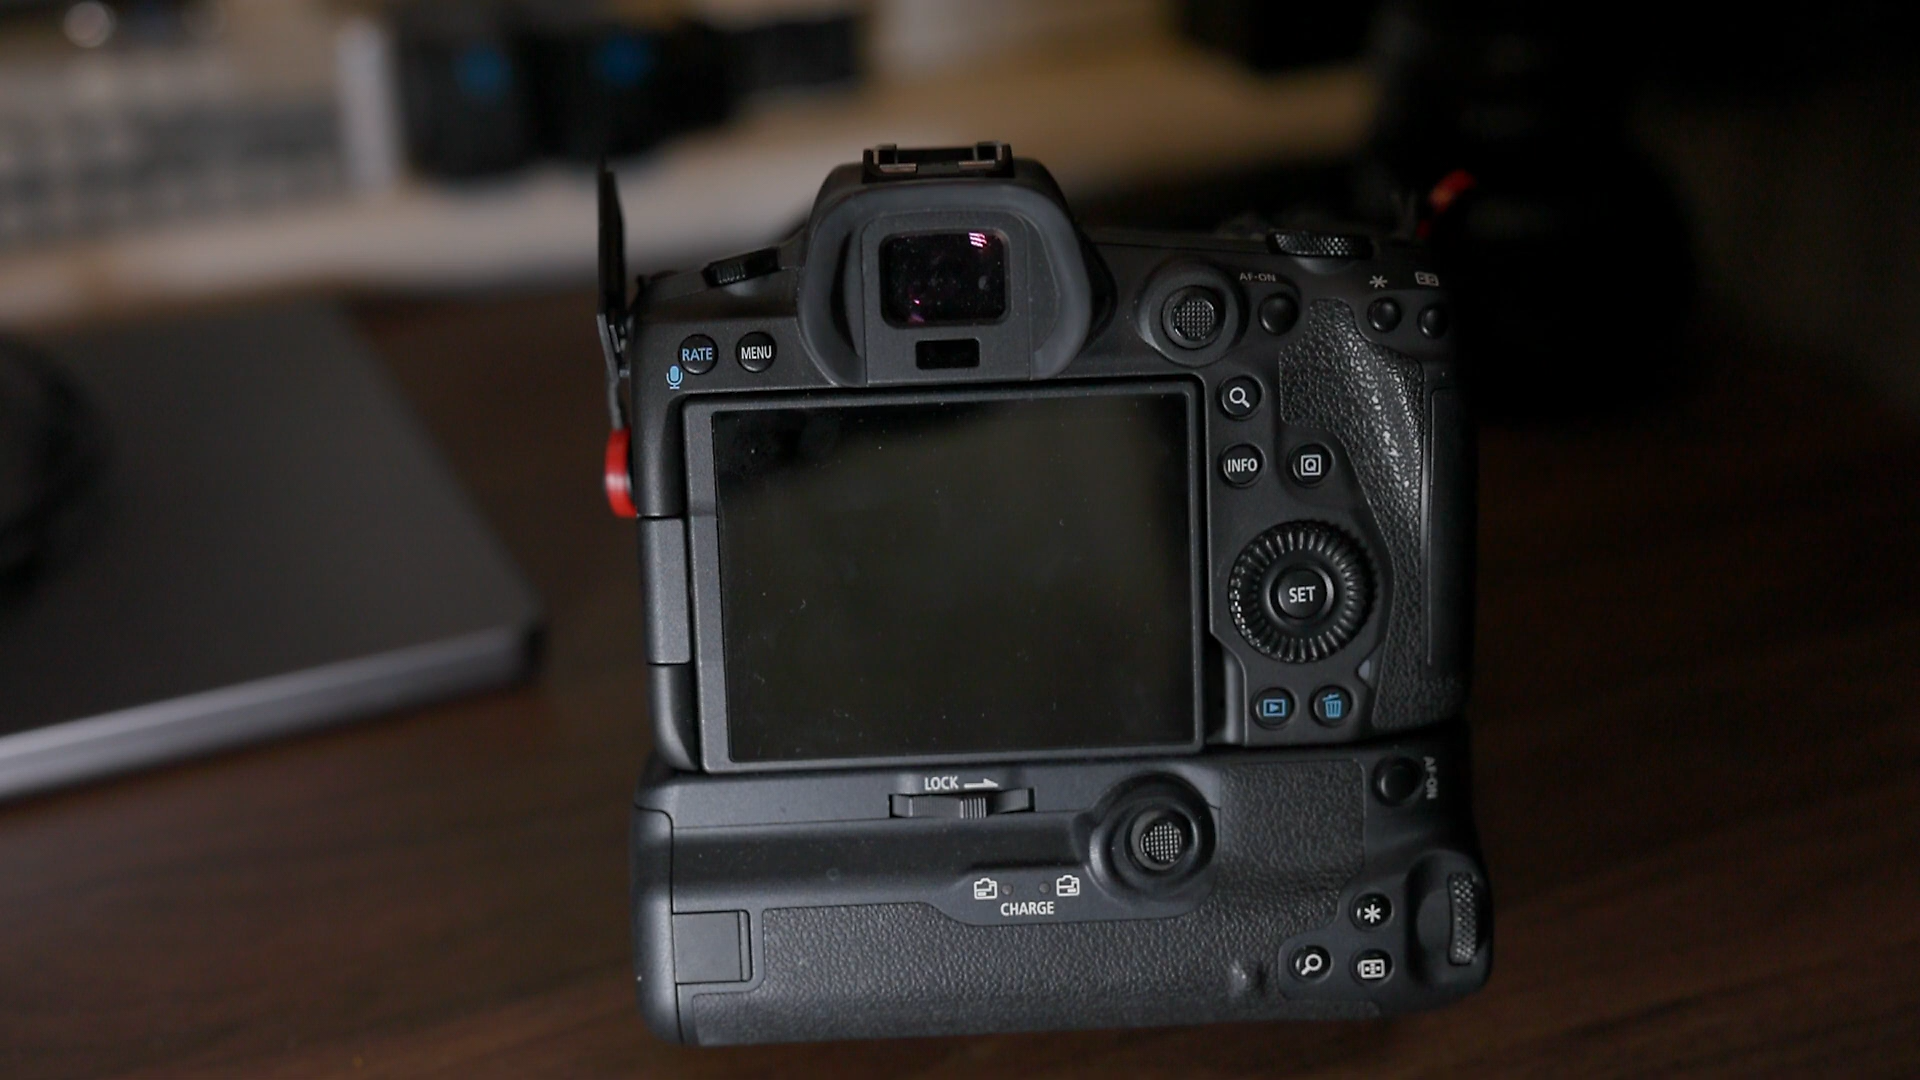 AF-ON
RATE
MENU
INFO
Q
SET
LOCK
AF-ON
CHARGE